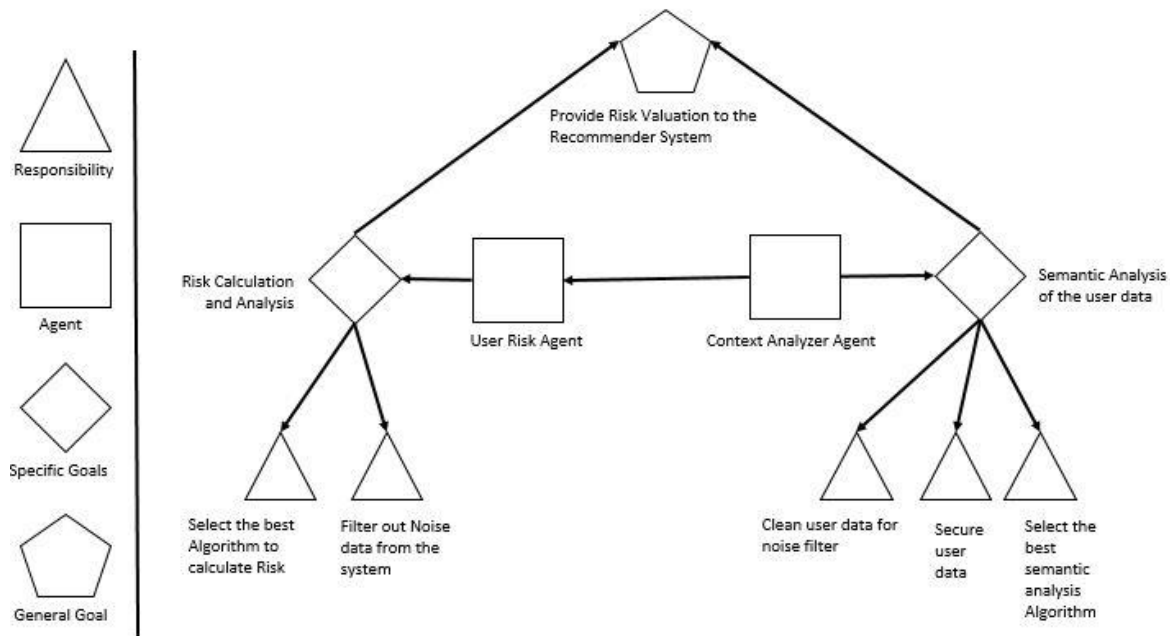 Responsibility
Agent
Specific Goals
General Goal
Provide Risk Valuation to the
Recommender System
Risk Calculation
and Analysis
User Risk Agent
Context Analyzer Agent
Semantic Analysis
of the user data
Select the best
Algorithm to
calculate Risk
Filter out Noise
data from the
system
Clean user data for
noise filter
Secure
user
data
Select the
best
semantic
analysis
Algorithm